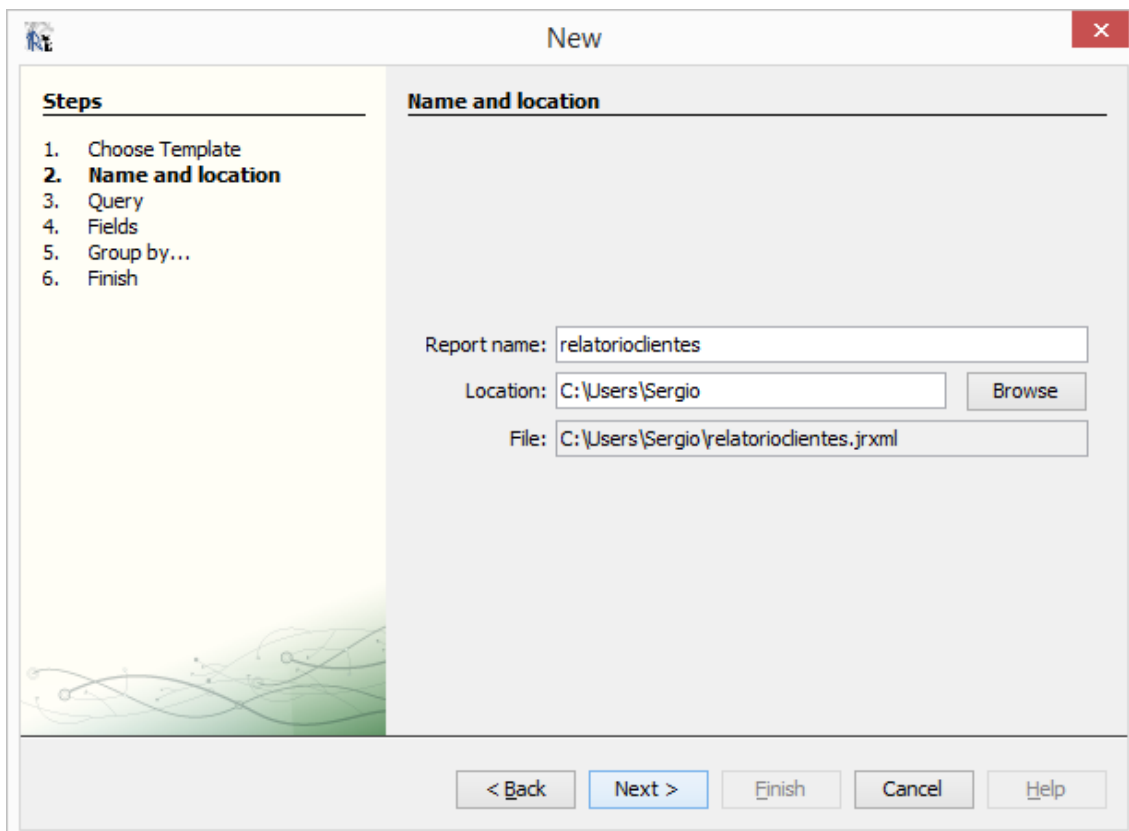 New
Steps
1. Choose Template
2. Name and location
3. Query
4. Fields
5. Group by...
6. Finish
Name and location
Report name: relatorioclientes
Location: C:\Users\Sergio Browse
File: C:\Users\Sergio\relatorioclientes.jrxml
< Back Next > Finish Cancel Help